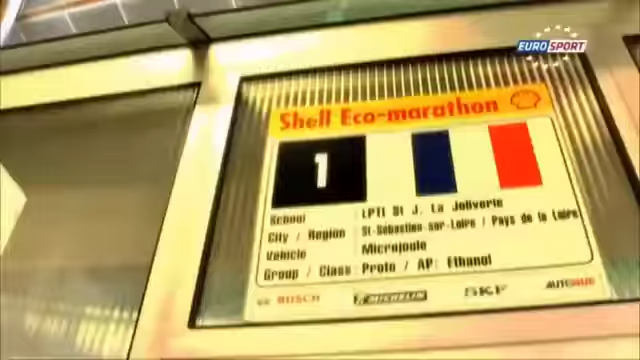 EUROSPORT
Shell Eco-marathon
1
School : LPTI St J. La Joliverie
City / Region : St-Sébastien-sur-Loire / Pays de la Loire
Vehicle : Microjoule
Group / Class : Proto / AP: Ethanol
BOSCH MICHELIN SKF